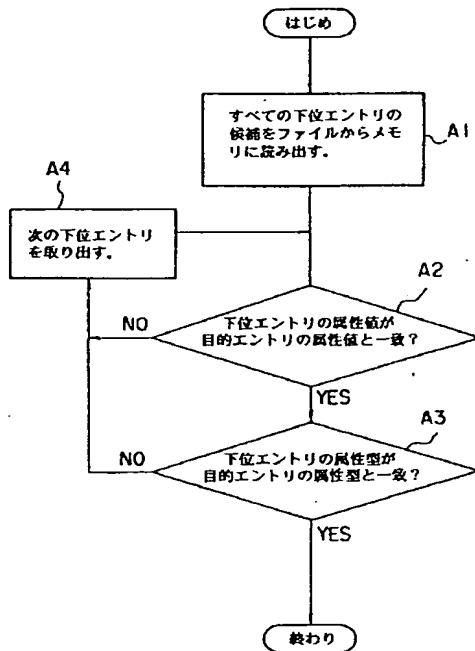 はじめ
すべての下位エントリの
候補をファイルからメモ
リに読み出す。
A1
A4
次の下位エントリ
を取り出す。
A2
下位エントリの属性値が
目的エントリの属性値と一致?
NO
YES
A3
下位エントリの属性型が
目的エントリの属性型と一致?
NO
YES
終わり